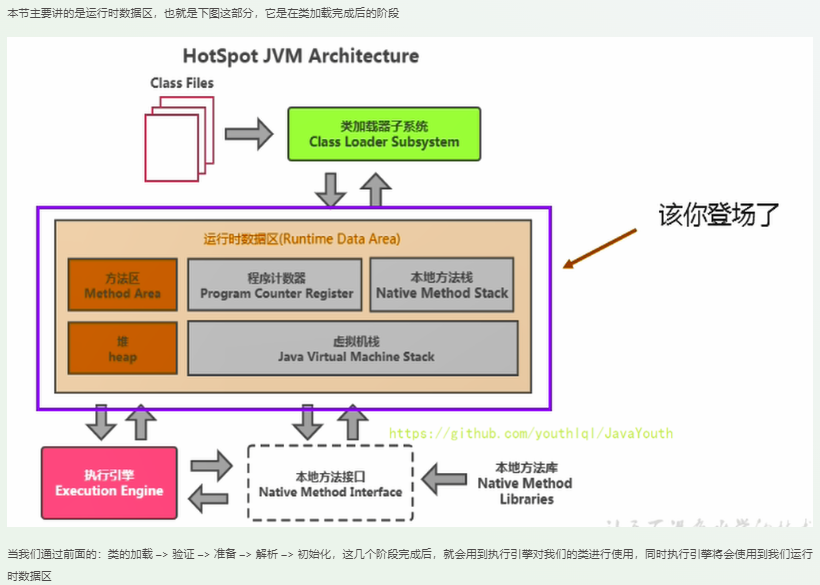 本节主要讲的是运行时数据区，也就是下图这部分，它是在类加载完成后的阶段
HotSpot JVM Architecture
Class Files
类加载器子系统
Class Loader Subsystem
该你登场了
运行时数据区(Runtime Data Area)
方法区
Method Area
程序计数器
Program Counter Register
本地方法栈
Native Method Stack
堆
heap
虚拟机栈
Java Virtual Machine Stack
https://github.com/youthlql/JavaYouth
执行引擎
Execution Engine
本地方法接口
Native Method Interface
本地方法库
Native Method
Libraries
当我们通过前面的：类的加载 –> 验证 –> 准备 –> 解析 –> 初始化，这几个阶段完成后，就会用到执行引擎对我们的类进行使用，同时执行引擎将会使用到我们运行
时数据区